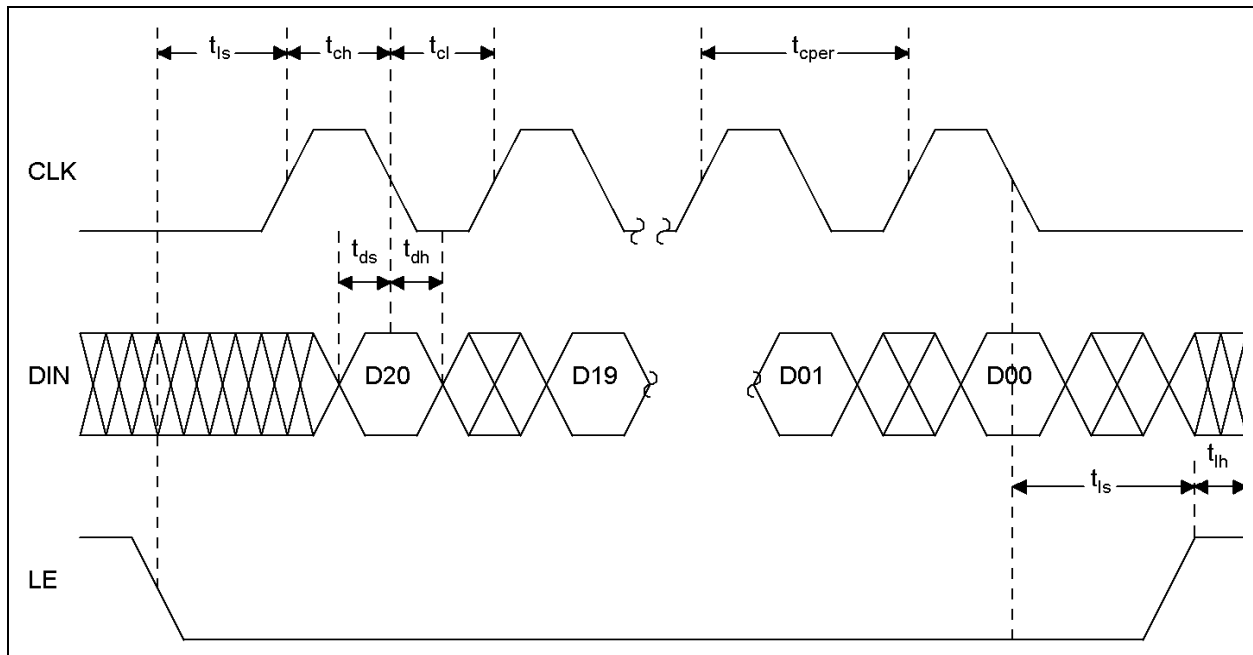 tls tch tcl tcper
CLK
tds tdh
DIN D20 D19 D01 D00
tls tlh
LE